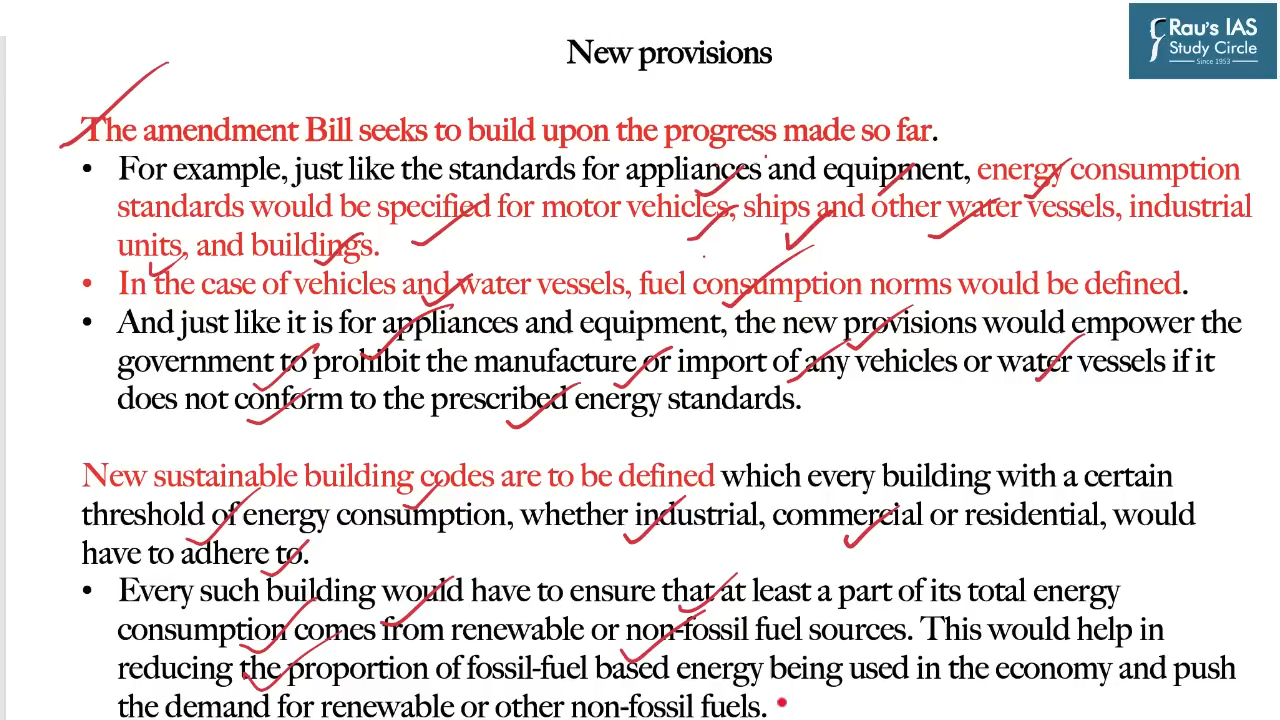 Rau's IAS
Study Circle
Since 1953
New provisions
The amendment Bill seeks to build upon the progress made so far.
• For example, just like the standards for appliances and equipment, energy consumption
standards would be specified for motor vehicles, ships and other water vessels, industrial
units, and buildings.
• In the case of vehicles and water vessels, fuel consumption norms would be defined.
• And just like it is for appliances and equipment, the new provisions would empower the
government to prohibit the manufacture or import of any vehicles or water vessels if it
does not conform to the prescribed energy standards.
New sustainable building codes are to be defined which every building with a certain
threshold of energy consumption, whether industrial, commercial or residential, would
have to adhere to.
• Every such building would have to ensure that at least a part of its total energy
consumption comes from renewable or non-fossil fuel sources. This would help in
reducing the proportion of fossil-fuel based energy being used in the economy and push
the demand for renewable or other non-fossil fuels.